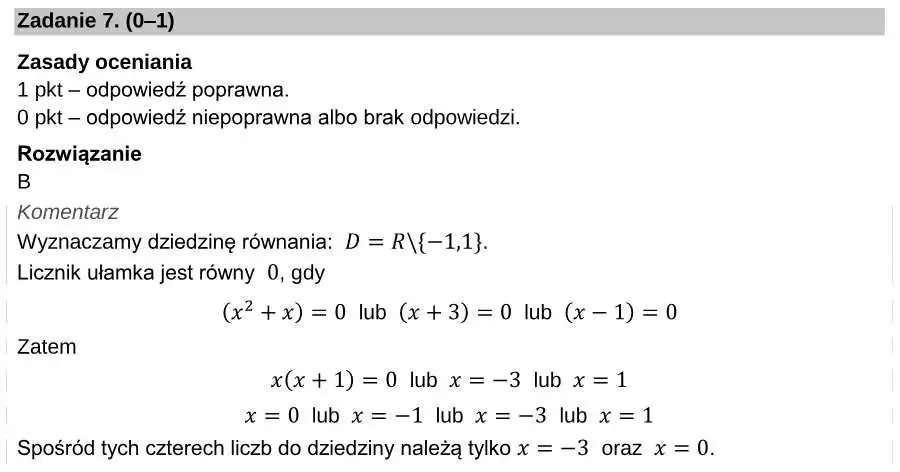 Zadanie 7. (0–1)
Zasady oceniania
1 pkt – odpowiedź poprawna.
0 pkt – odpowiedź niepoprawna albo brak odpowiedzi.
Rozwiązanie
B
Komentarz
Wyznaczamy dziedzinę równania: D = R\{−1,1}.
Licznik ułamka jest równy 0, gdy
(x² + x) = 0 lub (x + 3) = 0 lub (x − 1) = 0
Zatem
x(x + 1) = 0 lub x = −3 lub x = 1
x = 0 lub x = −1 lub x = −3 lub x = 1
Spośród tych czterech liczb do dziedziny należą tylko x = −3 oraz x = 0.